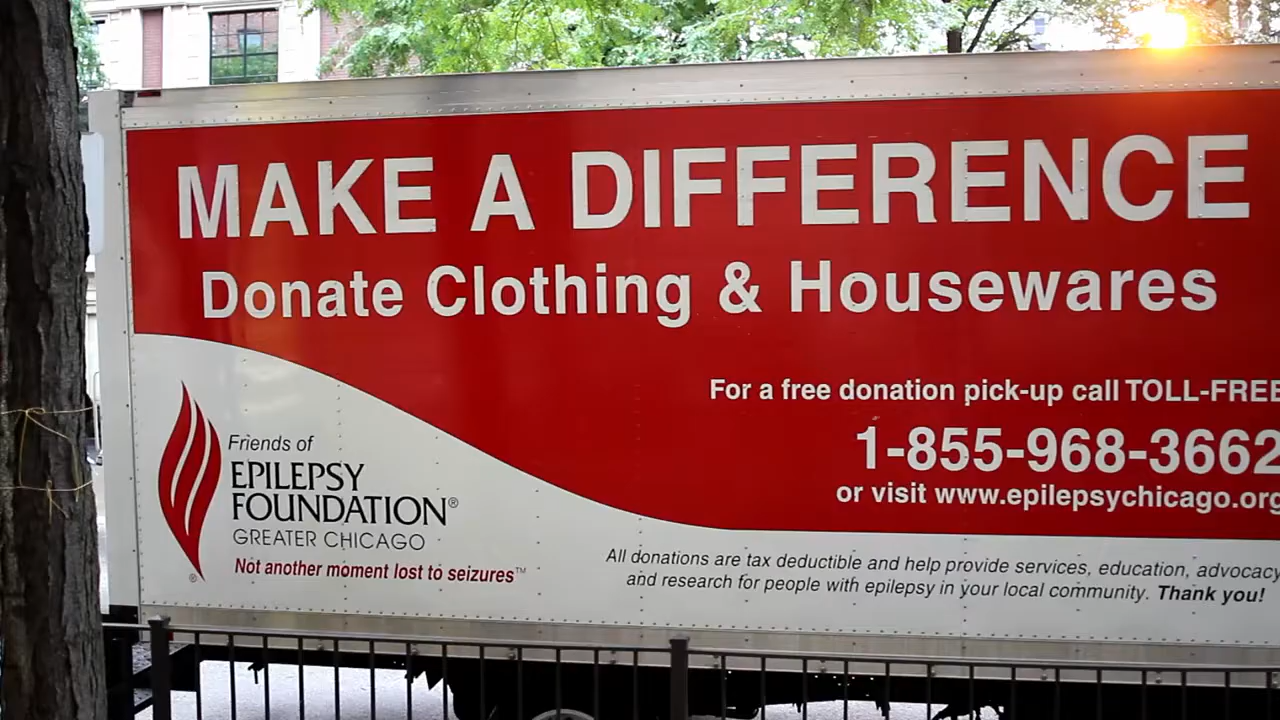 MAKE A DIFFERENCE
Donate Clothing & Housewares
For a free donation pick-up call TOLL-FREE
1-855-968-3662
or visit www.epilepsychicago.org
Friends of
EPILEPSY
FOUNDATION®
GREATER CHICAGO
Not another moment lost to seizures™
®
All donations are tax deductible and help provide services, education, advocacy
and research for people with epilepsy in your local community. Thank you!